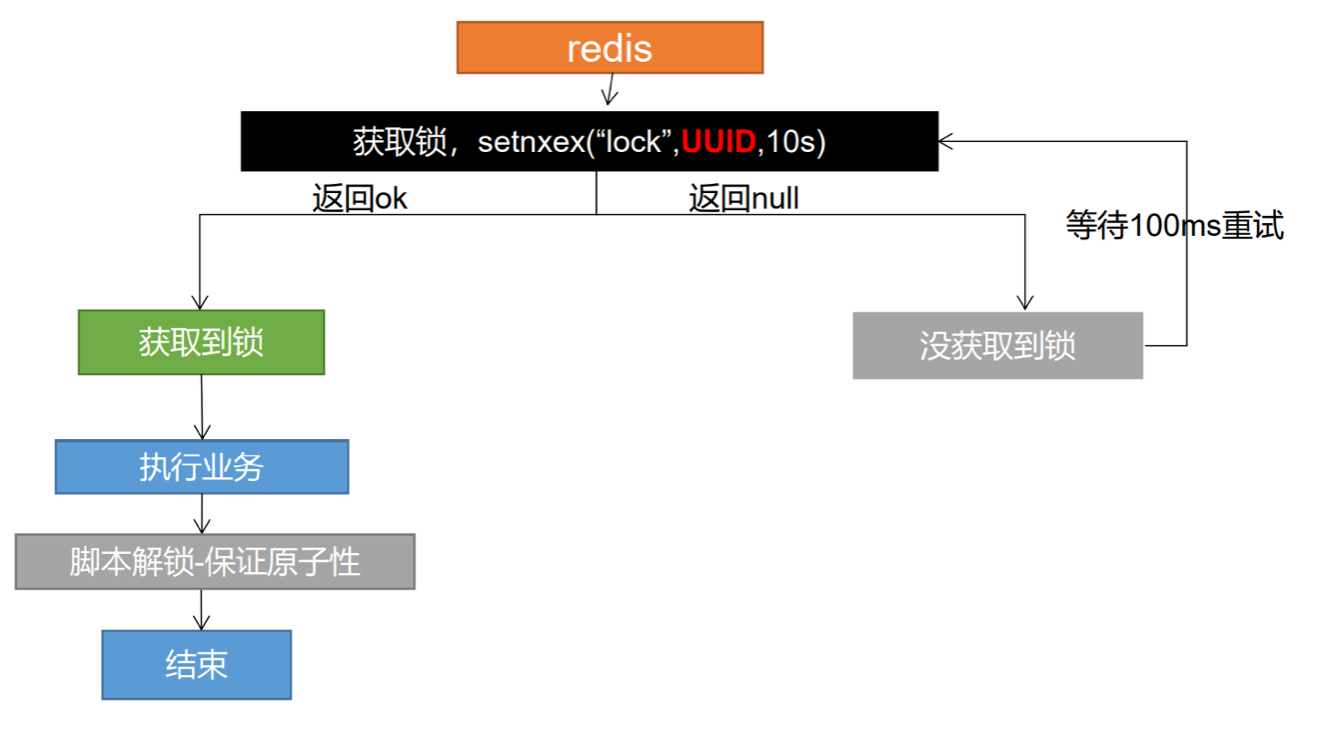 redis
获取锁，setnxex(“lock”,UUID,10s)
返回ok
返回null
等待100ms重试
获取到锁
没获取到锁
执行业务
脚本解锁-保证原子性
结束